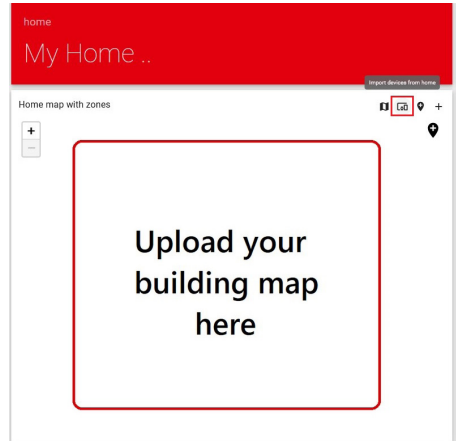 home
My Home ..
Import devices from home
Home map with zones
+
+
−
Upload your
building map
here